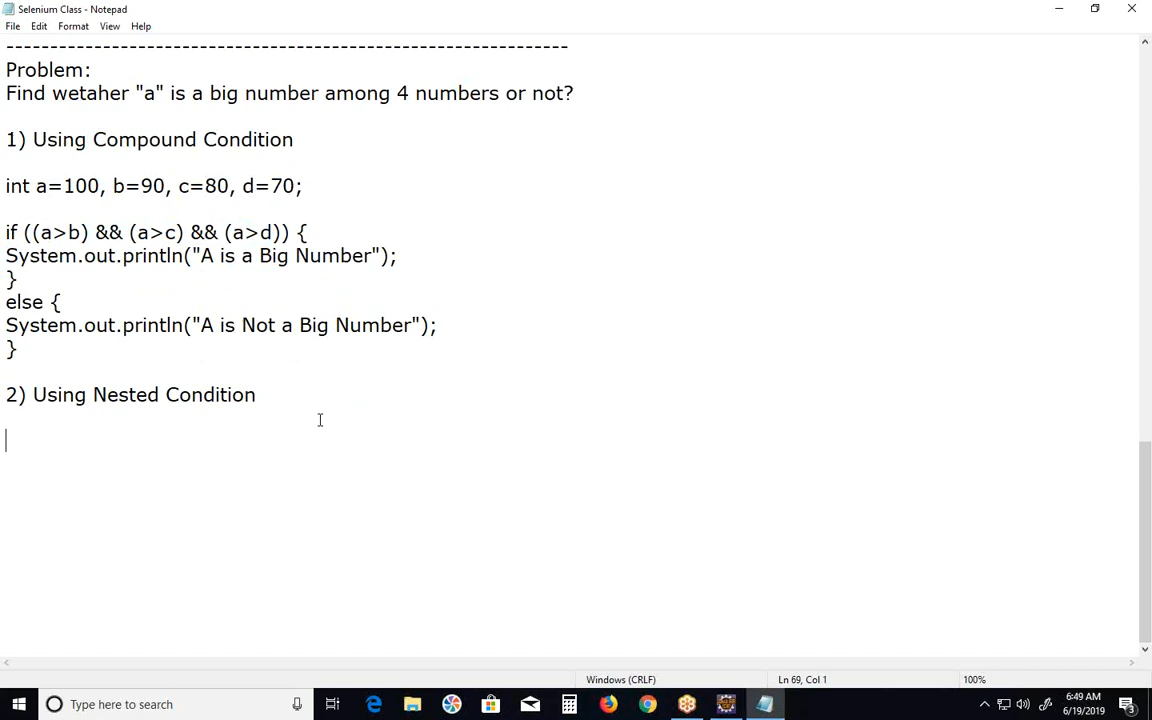 Selenium Class - Notepad
File Edit Format View Help
----------------------------------------------------------------
Problem:
Find wetaher "a" is a big number among 4 numbers or not?
1) Using Compound Condition
int a=100, b=90, c=80, d=70;
if ((a>b) && (a>c) && (a>d)) {
System.out.println("A is a Big Number");
}
else {
System.out.println("A is Not a Big Number");
}
2) Using Nested Condition
Windows (CRLF) Ln 69, Col 1 100%
Type here to search
6:49 AM
6/19/2019
3